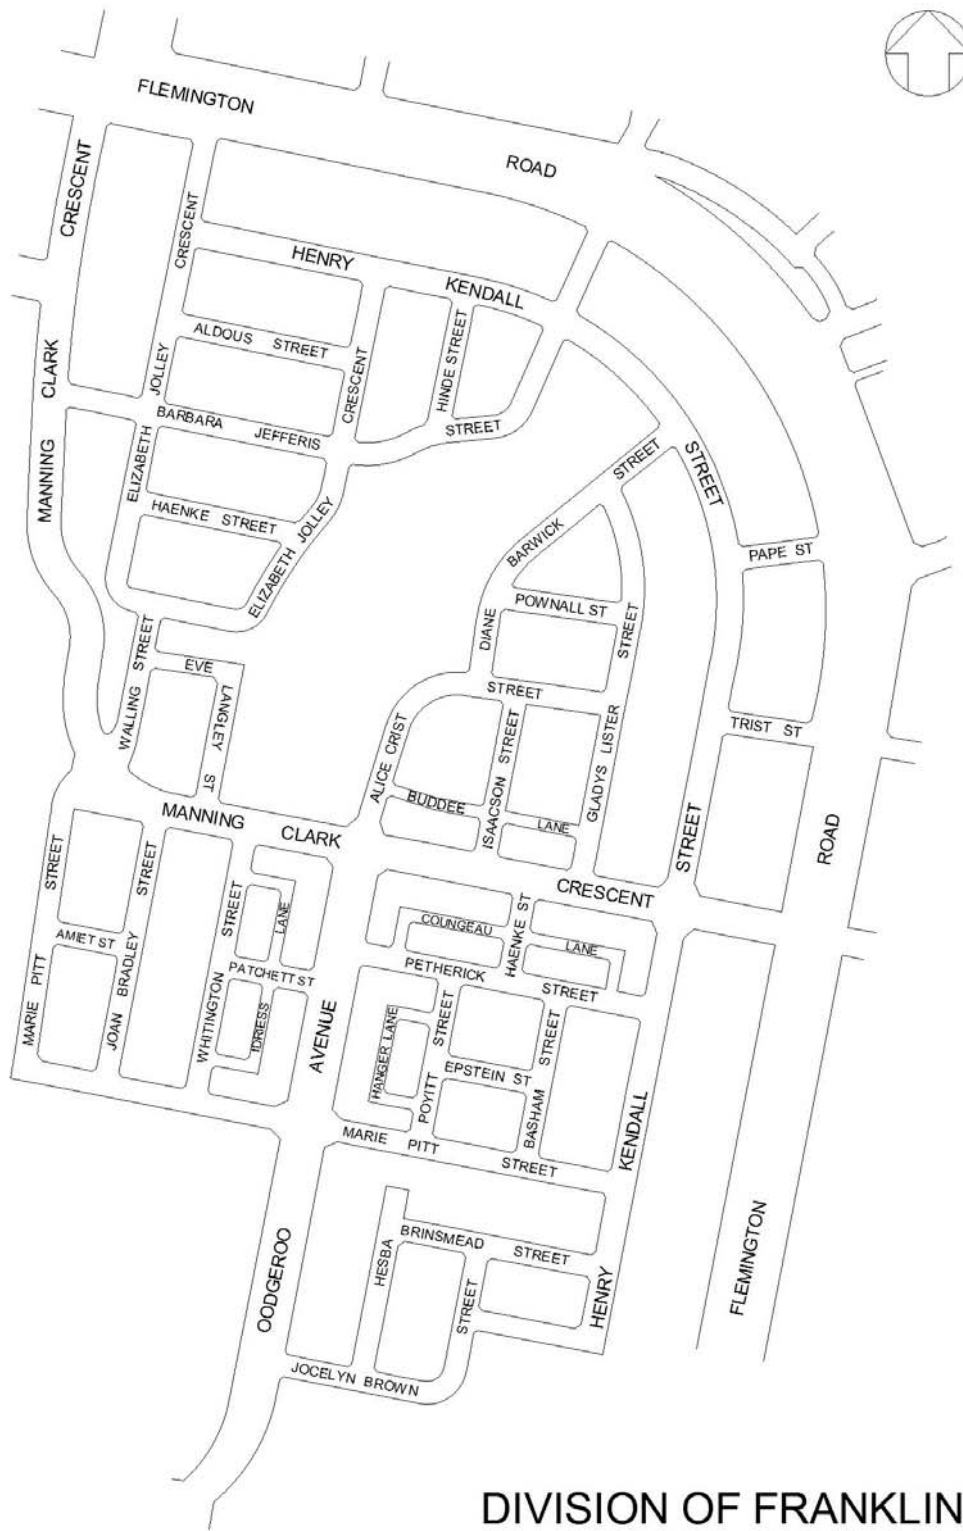 FLEMINGTON
ROAD
CRESCENT
CRESCENT
HENRY
KENDALL
ALDOUS STREET
HINDE STREET
MANNING CLARK
JOLLEY
CRESCENT
BARBARA JEFFERIS
STREET
STREET
STREET
ELIZABETH
HAENKE STREET
ELIZABETH JOLLEY
BARWICK
PAPE ST
POWNALL ST
DIANE
STREET
WALLING STREET
EVE
LANGLEY ST
STREET
ALICE CRIST
ISAACSON STREET
GLADYS LISTER
TRIST ST
MANNING
CLARK
BUDDEE
LANE
STREET
ROAD
CRESCENT
STREET
STREET
STREET
LANE
COUNGEAU
HAENKE ST
LANE
AMIET ST
MARIE PITT
JOAN BRADLEY
WHITINGTON
PATCHETT ST
IDRIESS
AVENUE
PETHERICK
STREET
HANGER LANE
STREET
STREET
EPSTEIN ST
POYITT
BASHAM
KENDALL
MARIE PITT
STREET
OODGEROO
HESBA
BRINSMEAD STREET
STREET
HENRY
FLEMINGTON
JOCELYN BROWN
DIVISION OF FRANKLIN